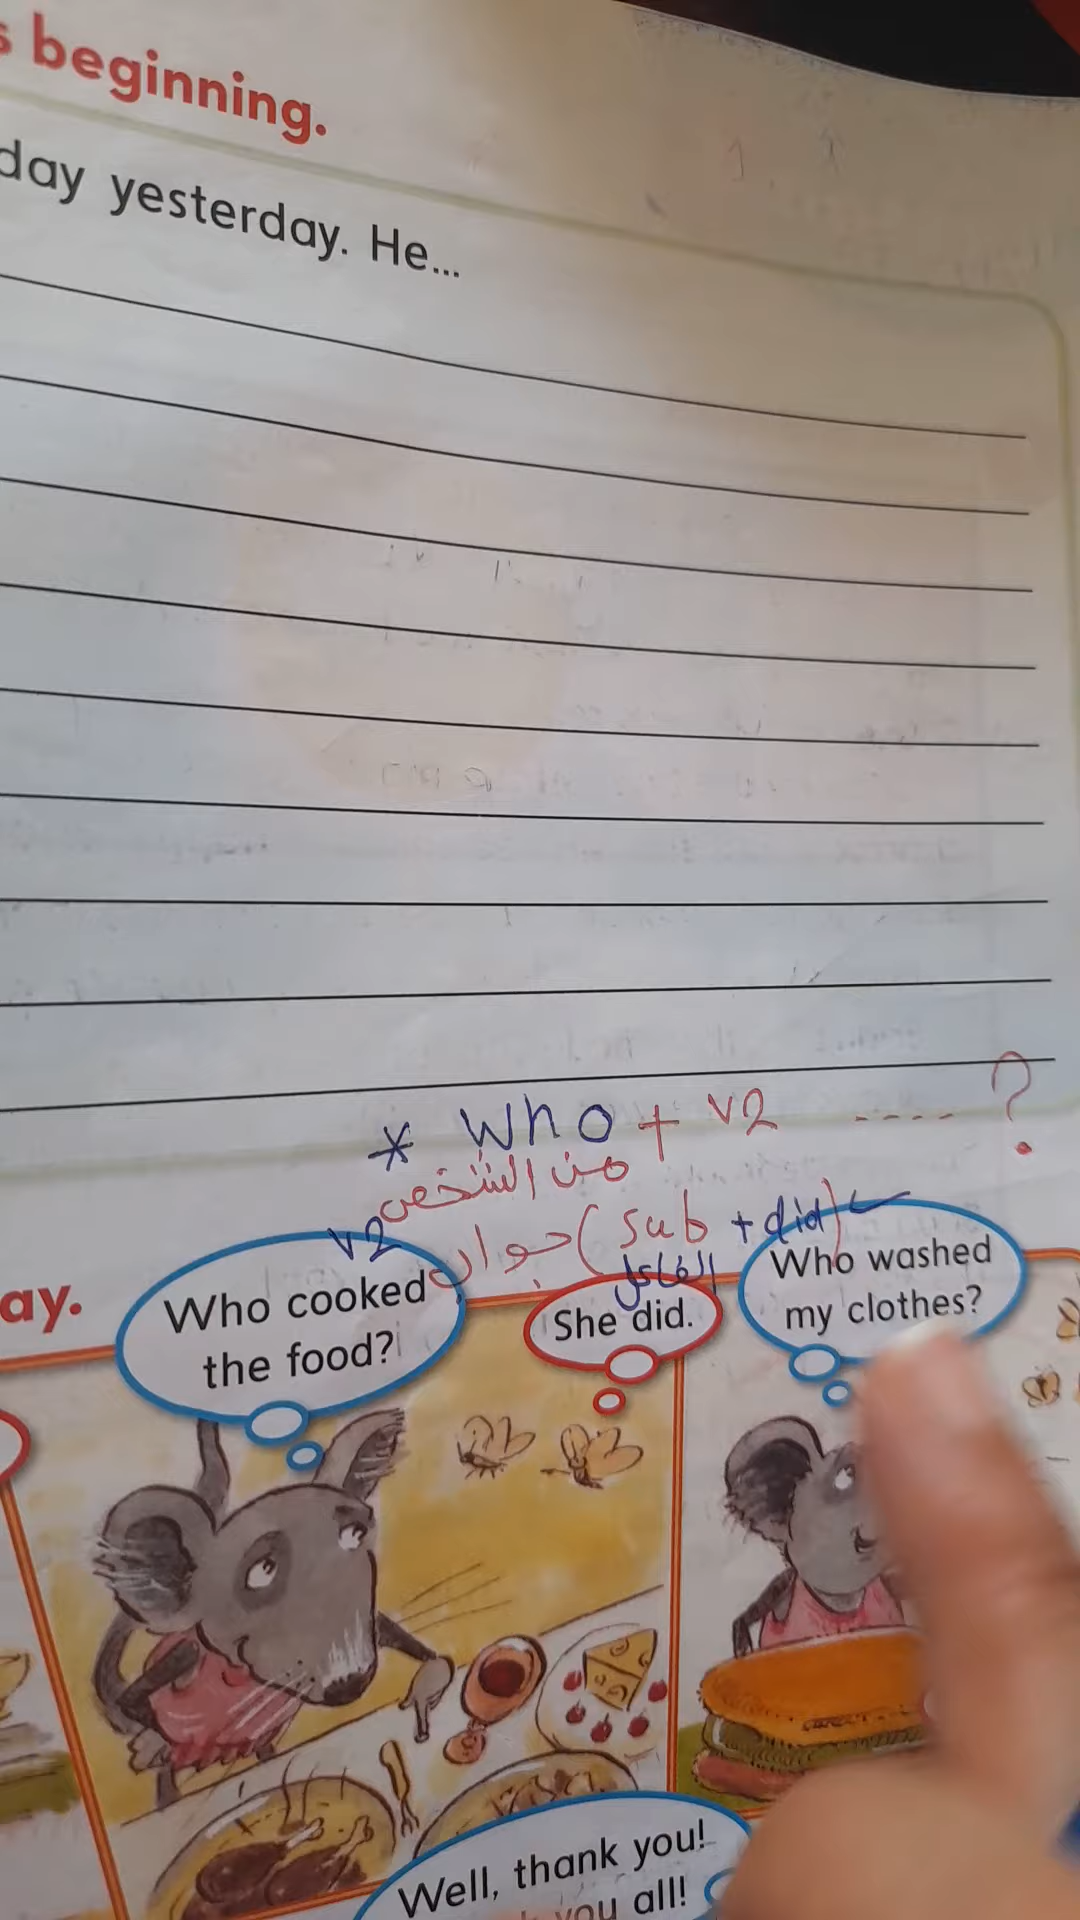 s beginning.
day yesterday. He...
* Who + v2 ---- ?
من الشخص
v2
جواب (sub + did)
الفاعل
ay.
Who cooked
the food?
She did.
Who washed
my clothes?
Well, thank you!
you all!